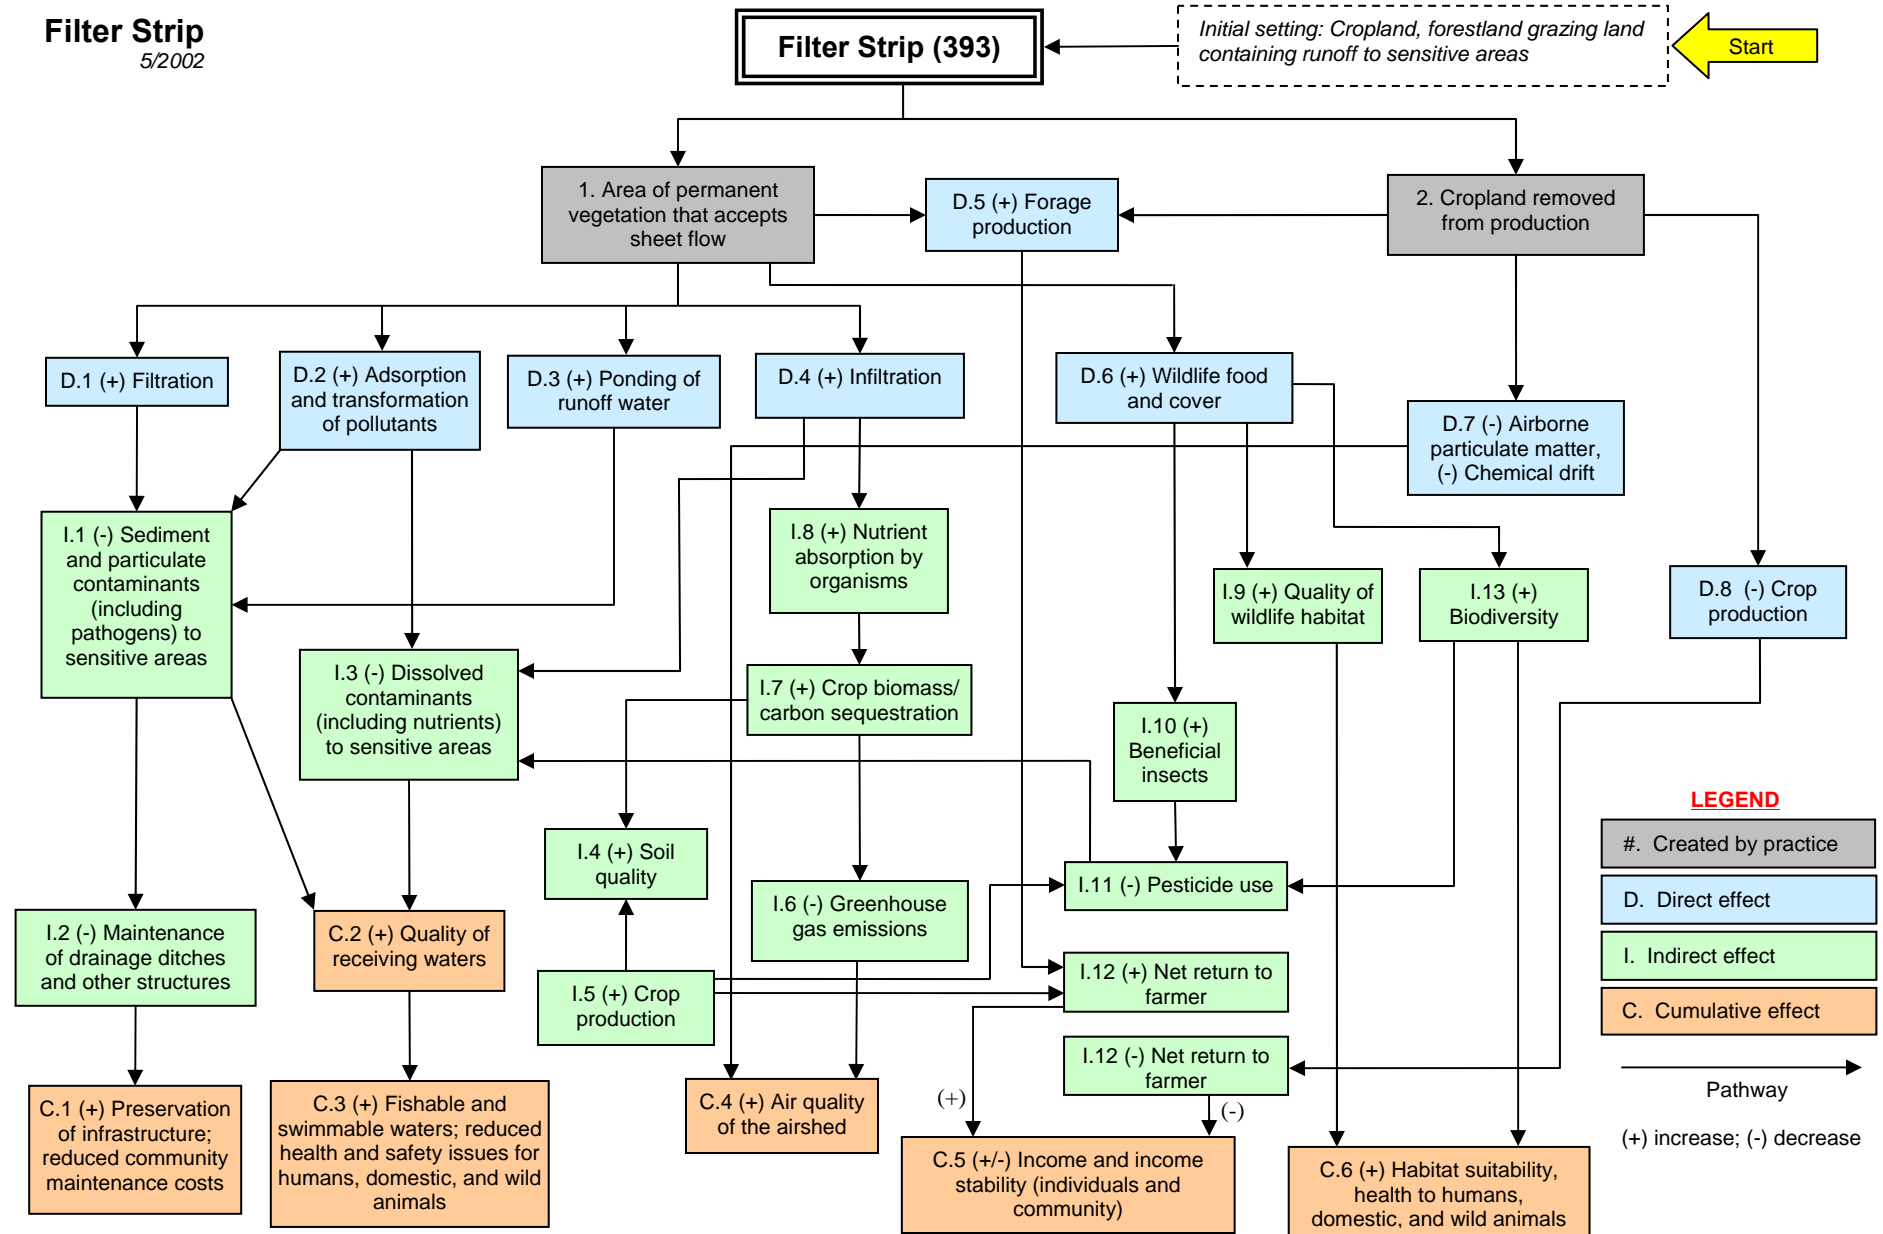 Filter Strip
5/2002
Filter Strip (393)
Initial setting: Cropland, forestland grazing land
containing runoff to sensitive areas
Start
1. Area of permanent
vegetation that accepts
sheet flow
D.5 (+) Forage
production
2. Cropland removed
from production
D.1 (+) Filtration
D.2 (+) Adsorption
and transformation
of pollutants
D.3 (+) Ponding of
runoff water
D.4 (+) Infiltration
D.6 (+) Wildlife food
and cover
D.7 (-) Airborne
particulate matter,
(-) Chemical drift
I.1 (-) Sediment
and particulate
contaminants
(including
pathogens) to
sensitive areas
I.8 (+) Nutrient
absorption by
organisms
I.9 (+) Quality of
wildlife habitat
I.13 (+)
Biodiversity
D.8 (-) Crop
production
I.3 (-) Dissolved
contaminants
(including nutrients)
to sensitive areas
I.7 (+) Crop biomass/
carbon sequestration
I.10 (+)
Beneficial
insects
I.4 (+) Soil
quality
I.11 (-) Pesticide use
I.6 (-) Greenhouse
gas emissions
I.2 (-) Maintenance
of drainage ditches
and other structures
C.2 (+) Quality of
receiving waters
I.5 (+) Crop
production
I.12 (+) Net return to
farmer
I.12 (-) Net return to
farmer
(+)
(-)
C.1 (+) Preservation
of infrastructure;
reduced community
maintenance costs
C.3 (+) Fishable and
swimmable waters; reduced
health and safety issues for
humans, domestic, and wild
animals
C.4 (+) Air quality
of the airshed
C.5 (+/-) Income and income
stability (individuals and
community)
C.6 (+) Habitat suitability,
health to humans,
domestic, and wild animals
LEGEND
#. Created by practice
D. Direct effect
I. Indirect effect
C. Cumulative effect
Pathway
(+) increase; (-) decrease